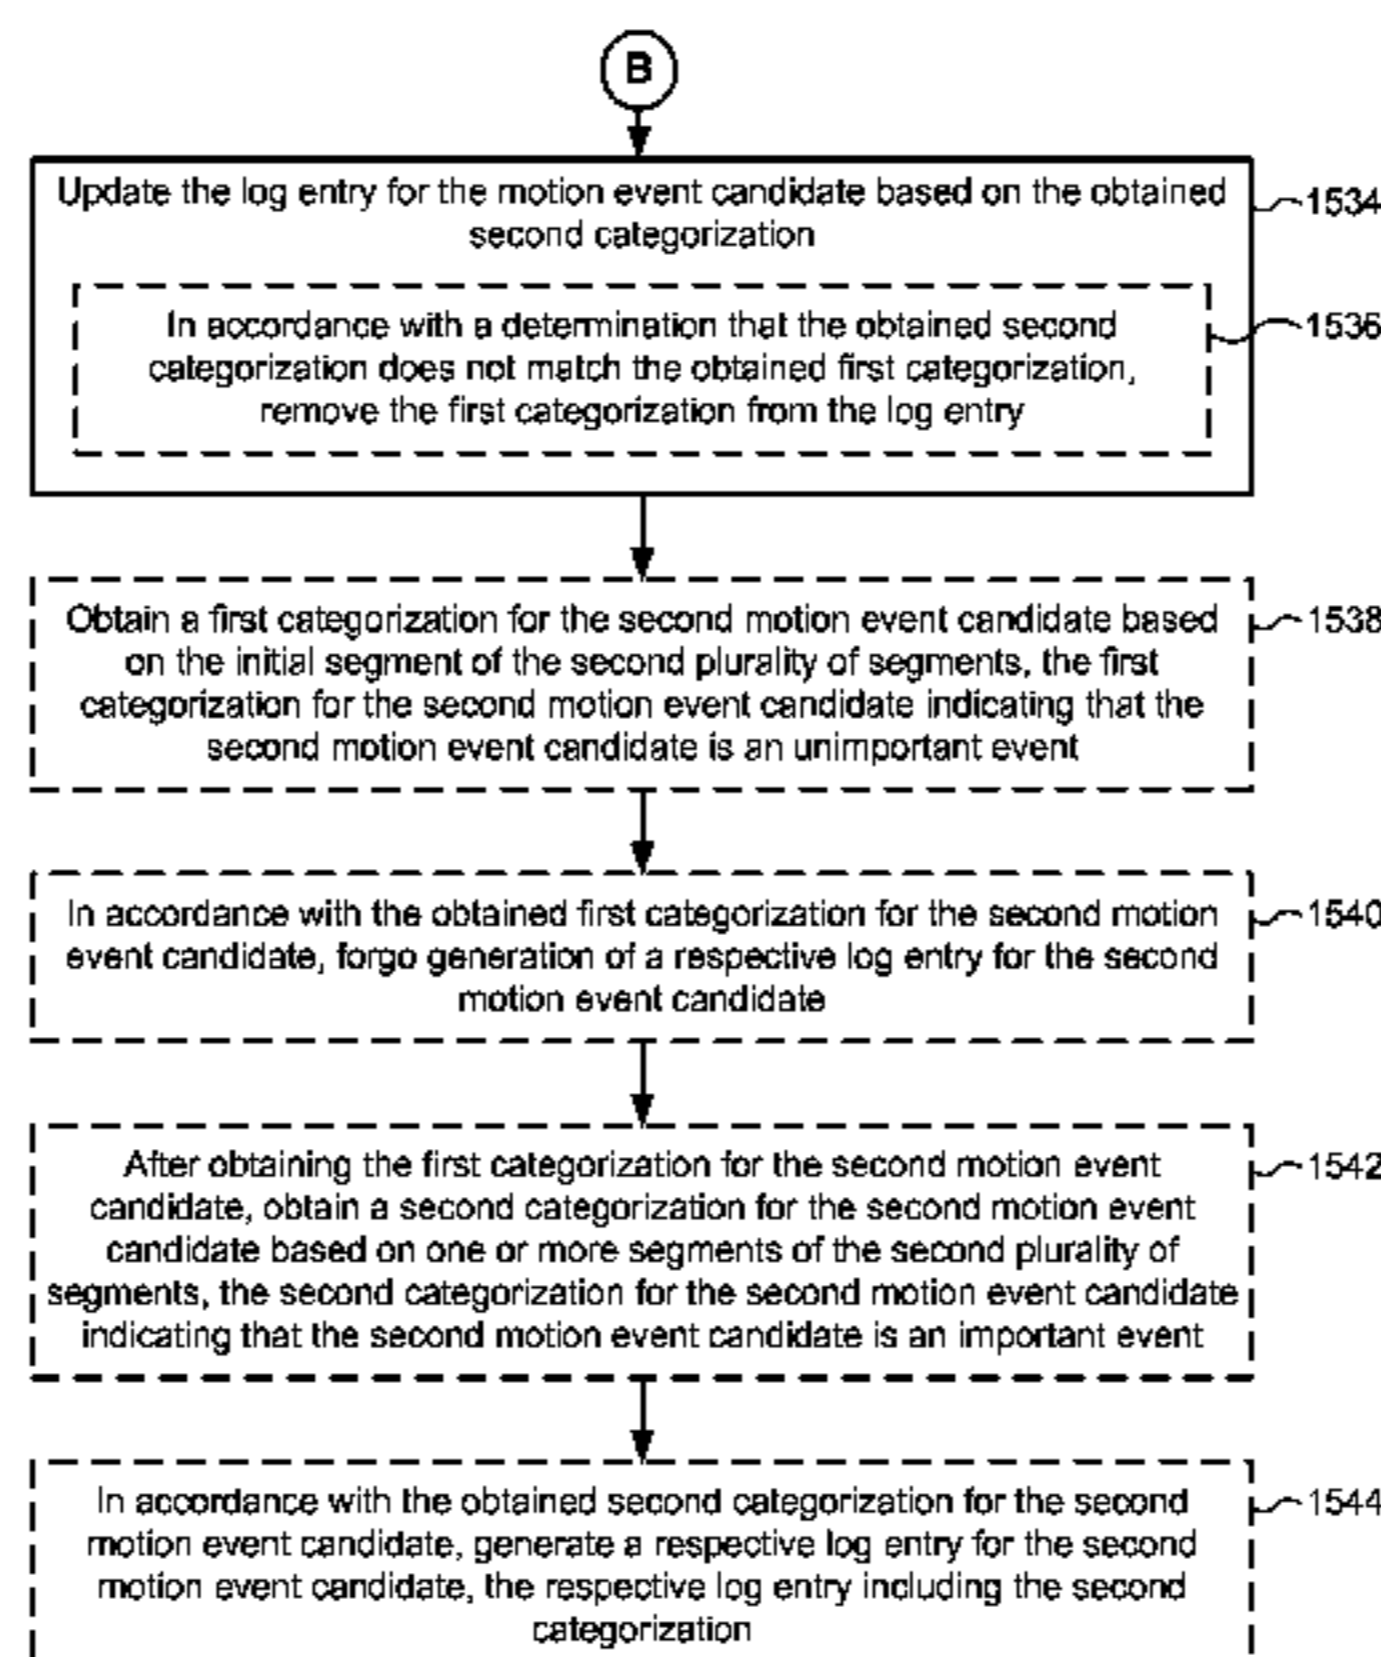 B
Update the log entry for the motion event candidate based on the obtained
second categorization
1534
In accordance with a determination that the obtained second
categorization does not match the obtained first categorization,
remove the first categorization from the log entry
1536
Obtain a first categorization for the second motion event candidate based
on the initial segment of the second plurality of segments, the first
categorization for the second motion event candidate indicating that the
second motion event candidate is an unimportant event
1538
In accordance with the obtained first categorization for the second motion
event candidate, forgo generation of a respective log entry for the second
motion event candidate
1540
After obtaining the first categorization for the second motion event
candidate, obtain a second categorization for the second motion event
candidate based on one or more segments of the second plurality of
segments, the second categorization for the second motion event candidate
indicating that the second motion event candidate is an important event
1542
In accordance with the obtained second categorization for the second
motion event candidate, generate a respective log entry for the second
motion event candidate, the respective log entry including the second
categorization
1544